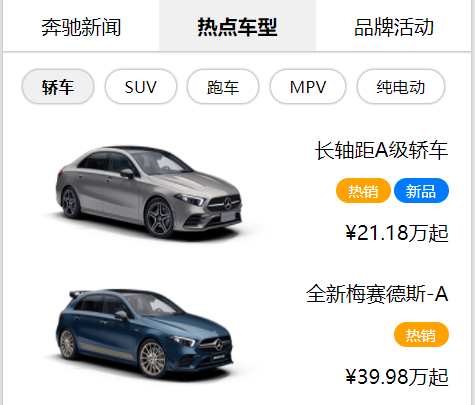 奔驰新闻 热点车型 品牌活动
轿车 SUV 跑车 MPV 纯电动
长轴距A级轿车
热销 新品
¥21.18万起
全新梅赛德斯-A
热销
¥39.98万起